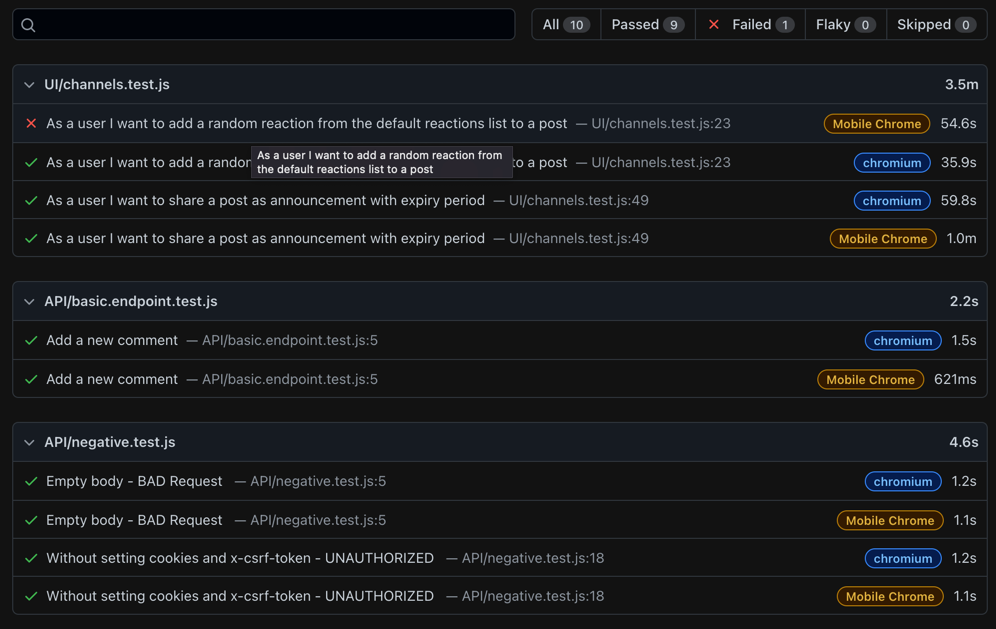 All 10 Passed 9 Failed 1 Flaky 0 Skipped 0
UI/channels.test.js 3.5m
As a user I want to add a random reaction from the default reactions list to a post — UI/channels.test.js:23 Mobile Chrome 54.6s
As a user I want to add a random to a post — UI/channels.test.js:23 chromium 35.9s
As a user I want to add a random reaction from
the default reactions list to a post
As a user I want to share a post as announcement with expiry period — UI/channels.test.js:49 chromium 59.8s
As a user I want to share a post as announcement with expiry period — UI/channels.test.js:49 Mobile Chrome 1.0m
API/basic.endpoint.test.js 2.2s
Add a new comment — API/basic.endpoint.test.js:5 chromium 1.5s
Add a new comment — API/basic.endpoint.test.js:5 Mobile Chrome 621ms
API/negative.test.js 4.6s
Empty body - BAD Request — API/negative.test.js:5 chromium 1.2s
Empty body - BAD Request — API/negative.test.js:5 Mobile Chrome 1.1s
Without setting cookies and x-csrf-token - UNAUTHORIZED — API/negative.test.js:18 chromium 1.2s
Without setting cookies and x-csrf-token - UNAUTHORIZED — API/negative.test.js:18 Mobile Chrome 1.1s